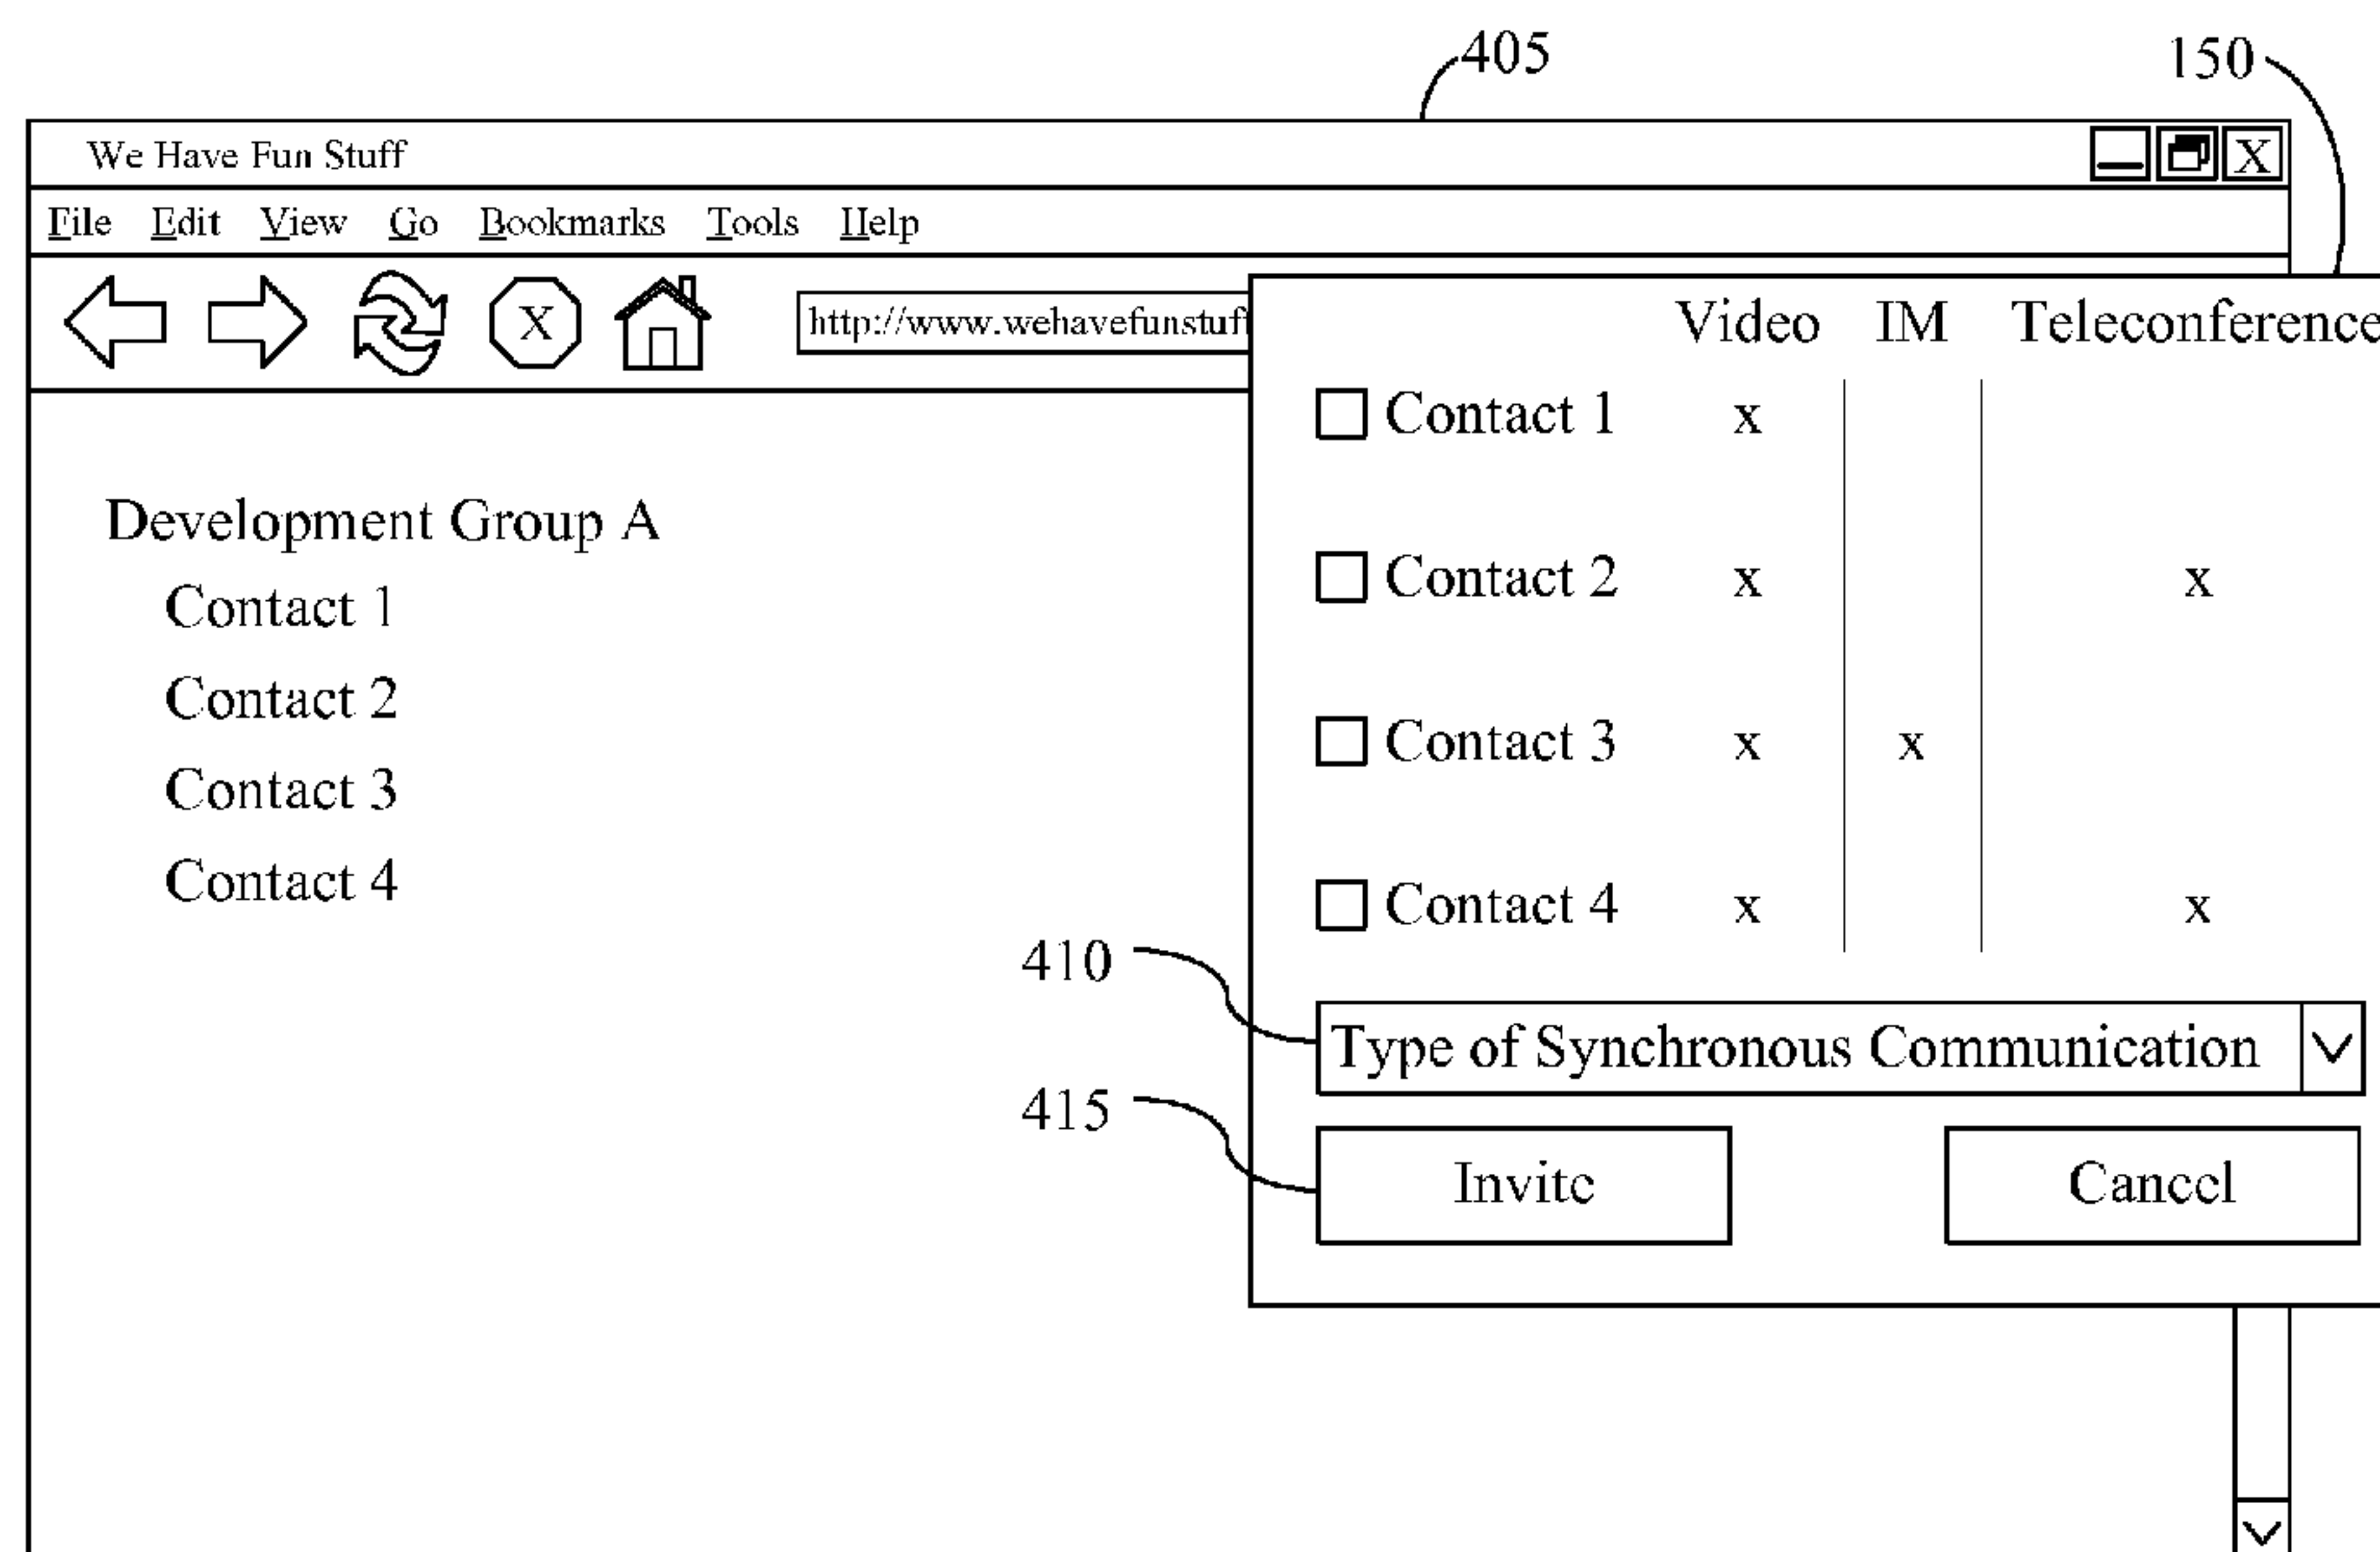 405
150
We Have Fun Stuff
X
File Edit View Go Bookmarks Tools Help
X
http://www.wehavefunstuff
Video IM Teleconference
Contact 1 x
Contact 2 x x
Contact 3 x x
Contact 4 x x
Development Group A
Contact 1
Contact 2
Contact 3
Contact 4
410
Type of Synchronous Communication
415
Invite Cancel